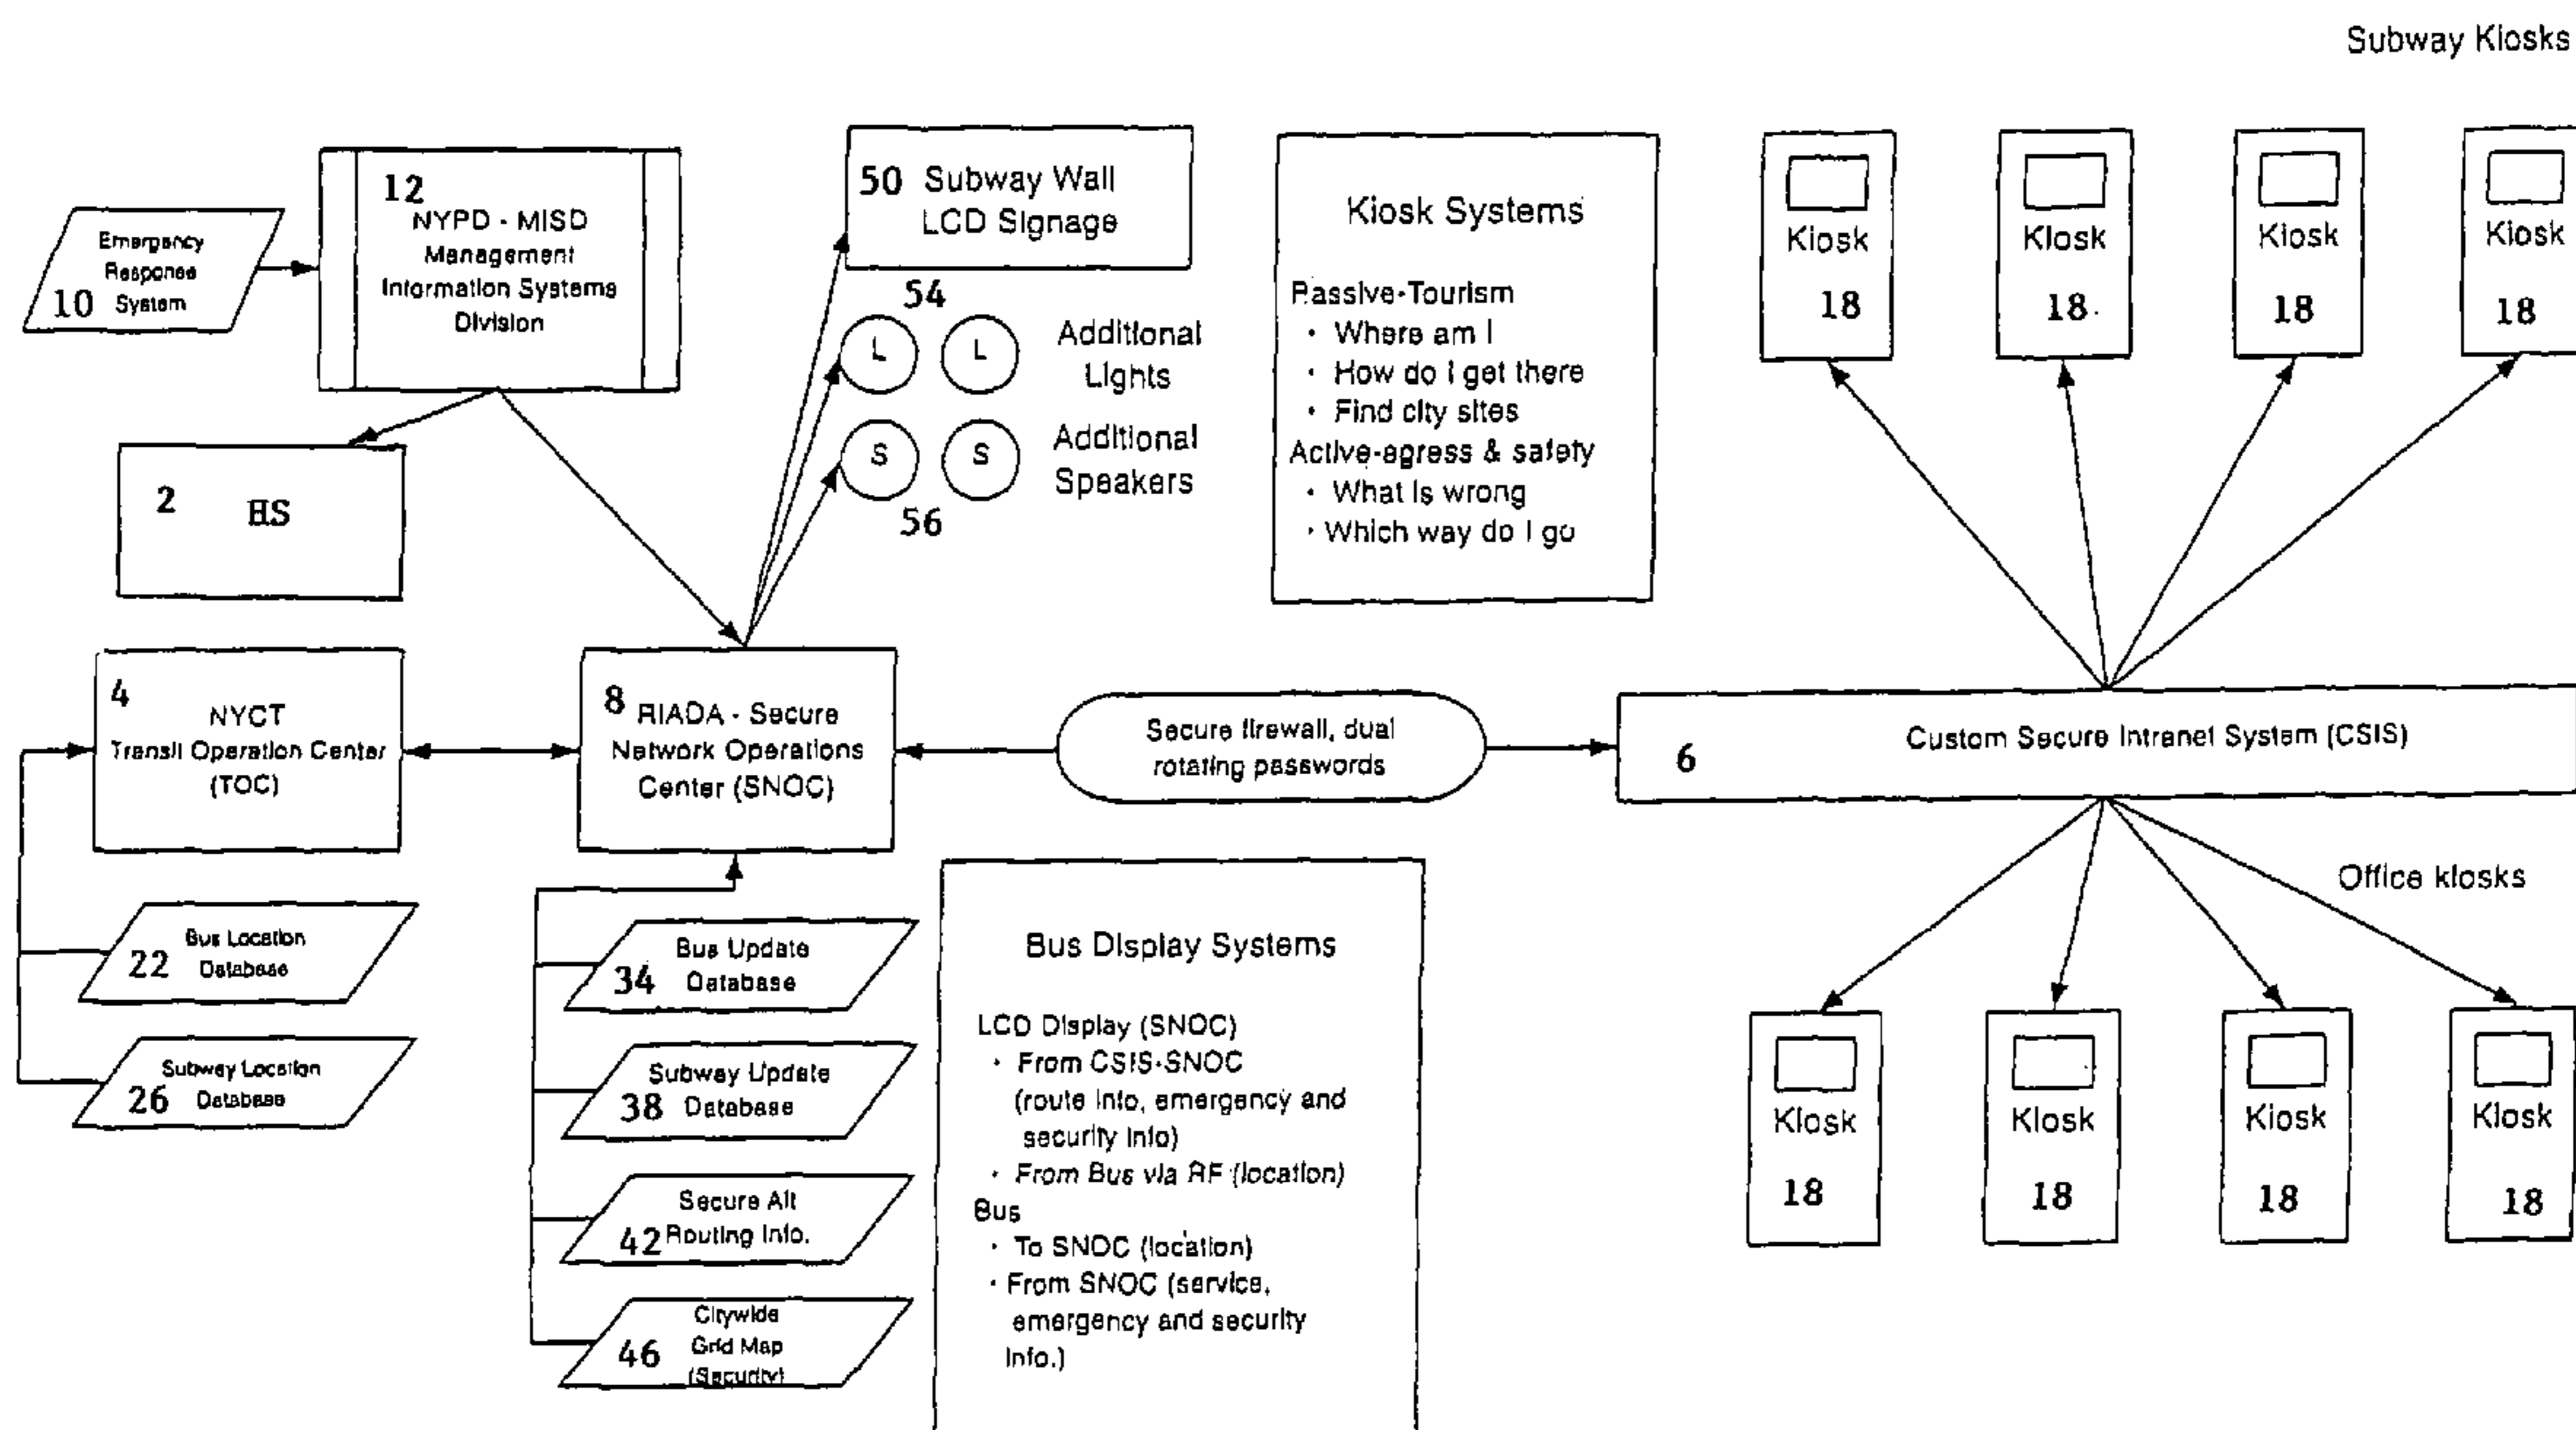 Subway Kiosks
12
NYPD - MISD
Management
Information Systems
Division
Emergency
Response
10 System
50 Subway Wall
LCD Signage
54
L L Additional
Lights
S S Additional
Speakers
56
Kiosk Systems
Passive-Tourism
· Where am I
· How do I get there
· Find city sites
Active-egress & safety
· What is wrong
· Which way do I go
Kiosk
18
Kiosk
18
Kiosk
18
Kiosk
18
2 HS
4
NYCT
Transit Operation Center
(TOC)
8 RIADA - Secure
Network Operations
Center (SNOC)
Secure firewall, dual
rotating passwords
Custom Secure Intranet System (CSIS)
6
Bus Location
22 Database
Subway Location
26 Database
Bus Update
34 Database
Subway Update
38 Database
Secure Alt
42 Routing Info.
Citywide
46 Grid Map
(Security)
Bus Display Systems
LCD Display (SNOC)
· From CSIS-SNOC
(route info, emergency and
security info)
· From Bus via RF (location)
Bus
· To SNOC (location)
· From SNOC (service,
emergency and security
info.)
Office kiosks
Kiosk
18
Kiosk
18
Kiosk
18
Kiosk
18